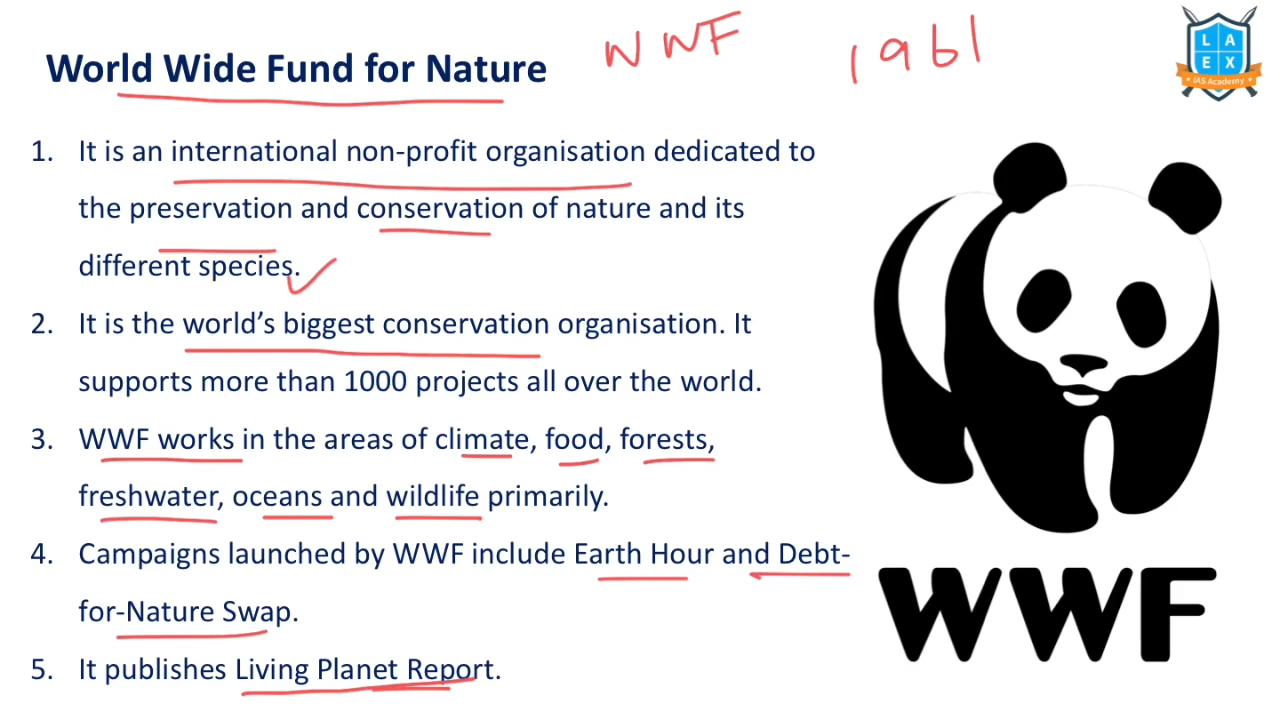 World Wide Fund for Nature
WWF
1961
L A
E X
IAS Academy
1. It is an international non-profit organisation dedicated to
the preservation and conservation of nature and its
different species.
2. It is the world's biggest conservation organisation. It
supports more than 1000 projects all over the world.
3. WWF works in the areas of climate, food, forests,
freshwater, oceans and wildlife primarily.
4. Campaigns launched by WWF include Earth Hour and Debt-
for-Nature Swap.
5. It publishes Living Planet Report.
WWF